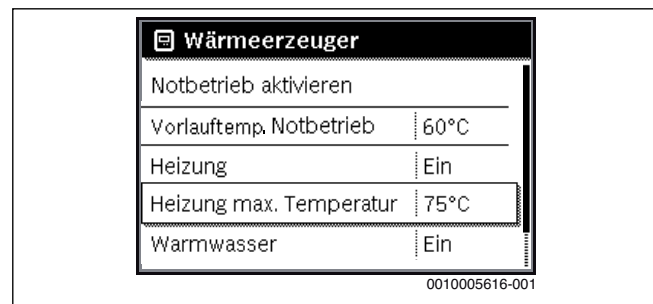 Wärmeerzeuger
Notbetrieb aktivieren
Vorlauftemp. Notbetrieb 60°C
Heizung Ein
Heizung max. Temperatur 75°C
Warmwasser Ein
0010005616-001